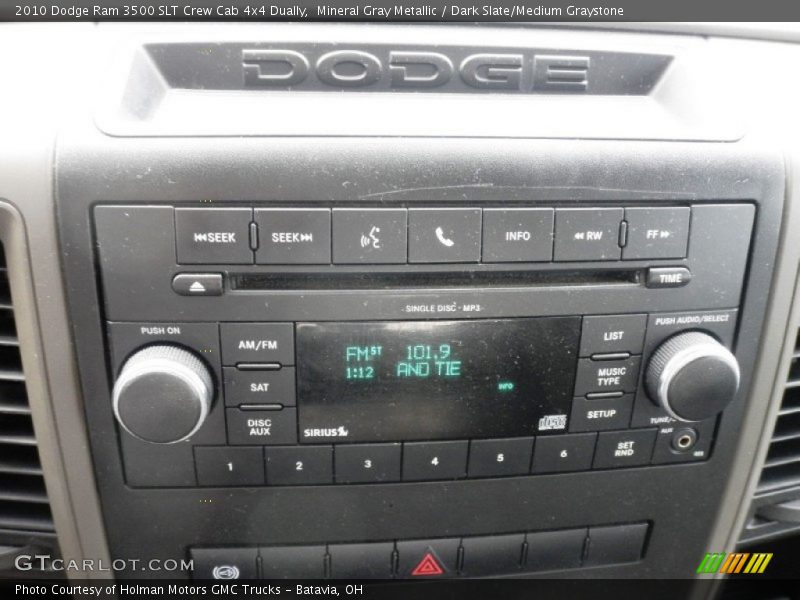 2010 Dodge Ram 3500 SLT Crew Cab 4x4 Dually,  Mineral Gray Metallic / Dark Slate/Medium Graystone
DODGE
SEEK SEEK INFO RW FF
TIME
SINGLE DISC - MP3
PUSH ON
PUSH AUDIO/SELECT
AM/FM
SAT
DISC AUX
FM ST 101.9
1:12 AND TIE
INFO
SIRIUS
LIST
MUSIC TYPE
SETUP
AUX
1 2 3 4 5 6 SET RND
GTCARLOT.COM
Photo Courtesy of Holman Motors GMC Trucks - Batavia, OH